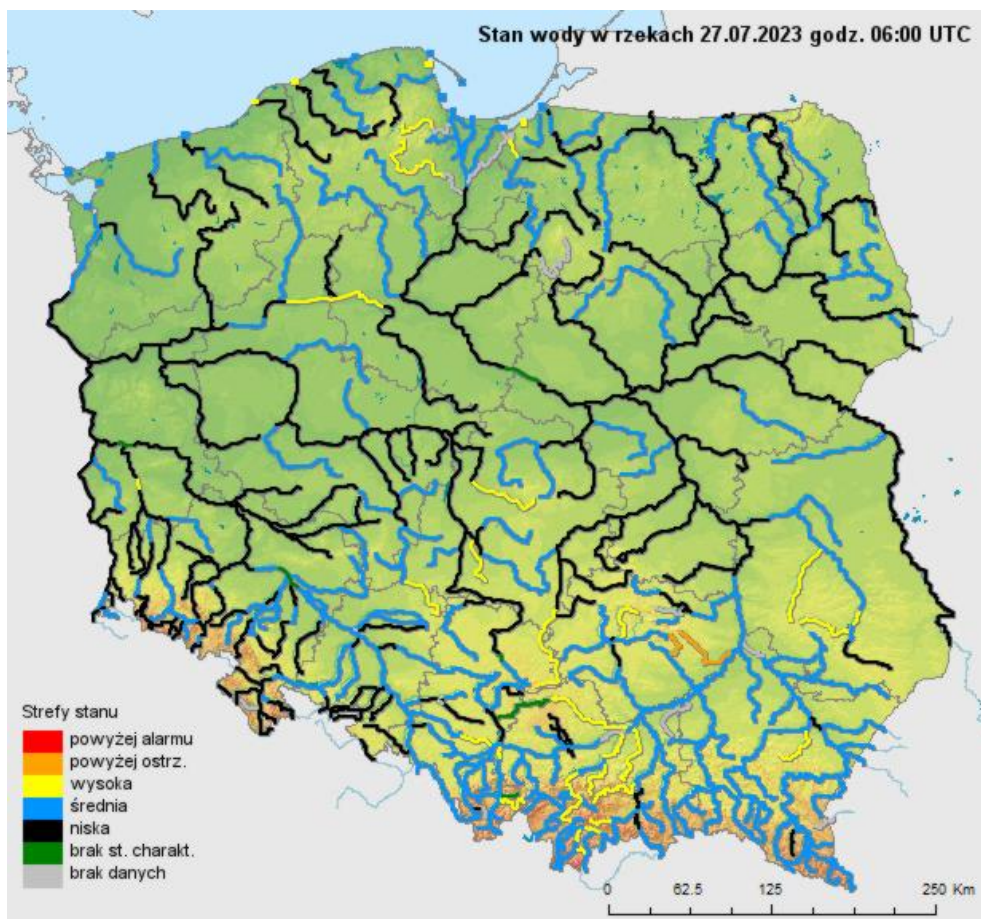 Stan wody w rzekach 27.07.2023 godz. 06:00 UTC
Strefy stanu
powyżej alarmu
powyżej ostrz.
wysoka
średnia
niska
brak st. charakt.
brak danych
0 62.5 125 250 Km